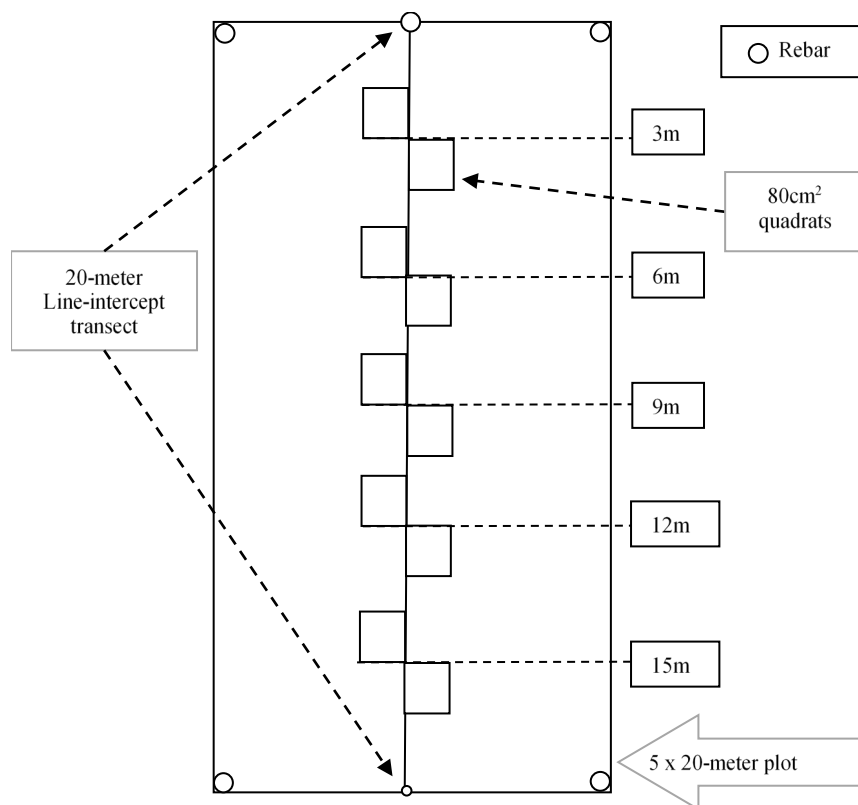 Rebar
3m
80cm²
quadrats
20-meter
Line-intercept
transect
6m
9m
12m
15m
5 x 20-meter plot